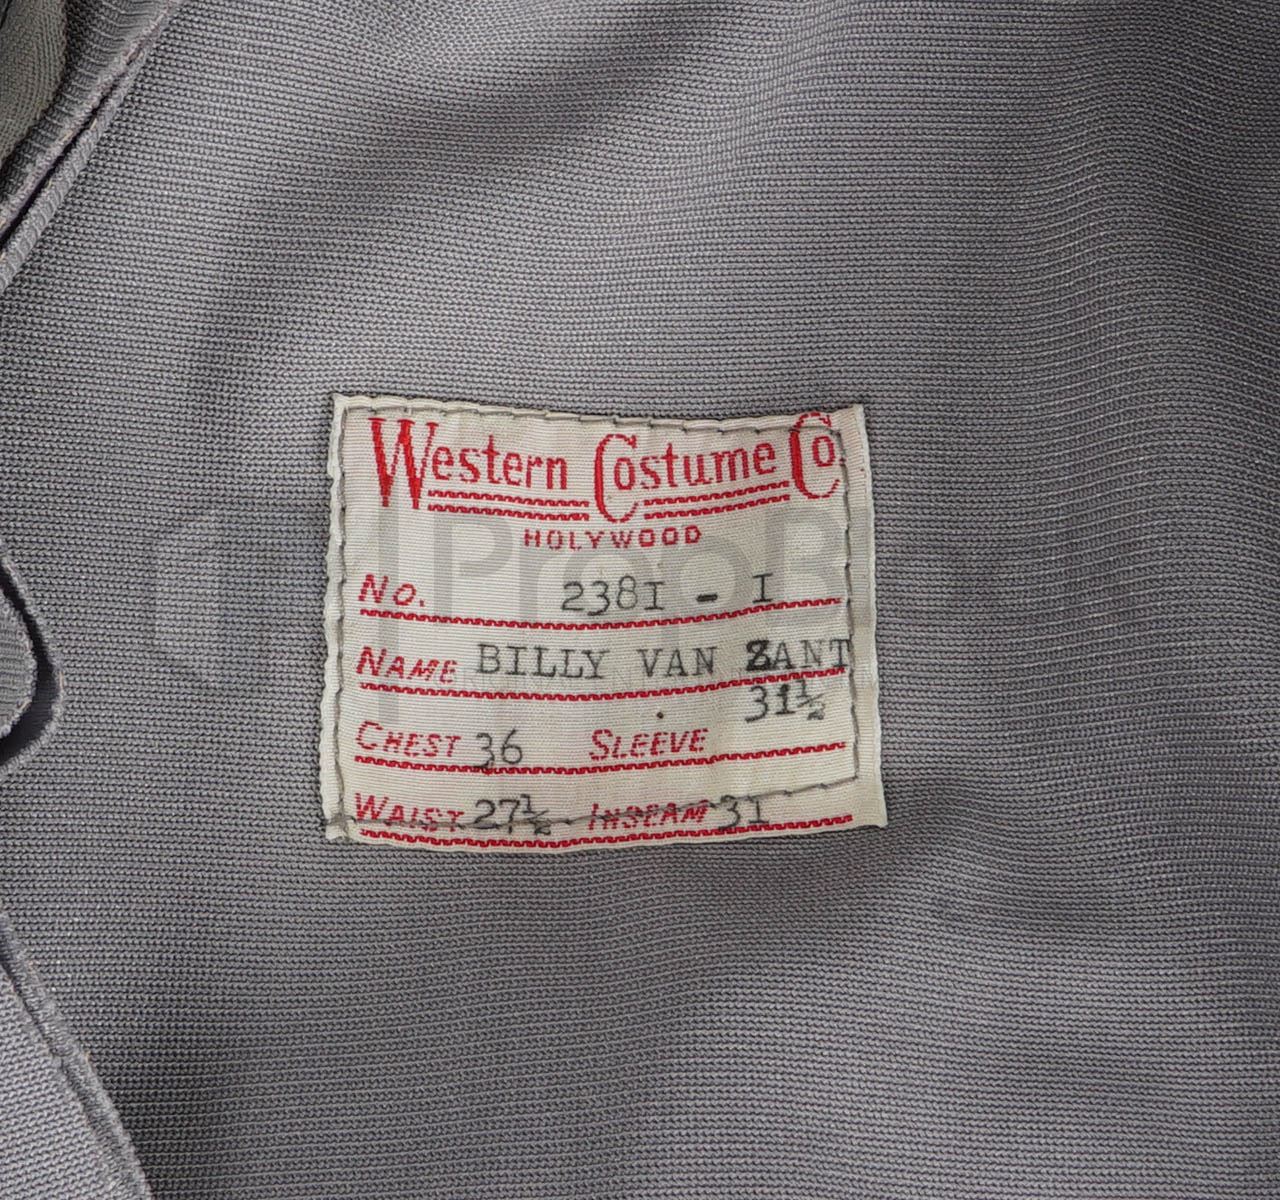 Western Costume Co.
HOLYWOOD
No. 2381 - I
NAME BILLY VAN ZANT
31½
CHEST 36 SLEEVE
WAIST 27½ INSEAM 31